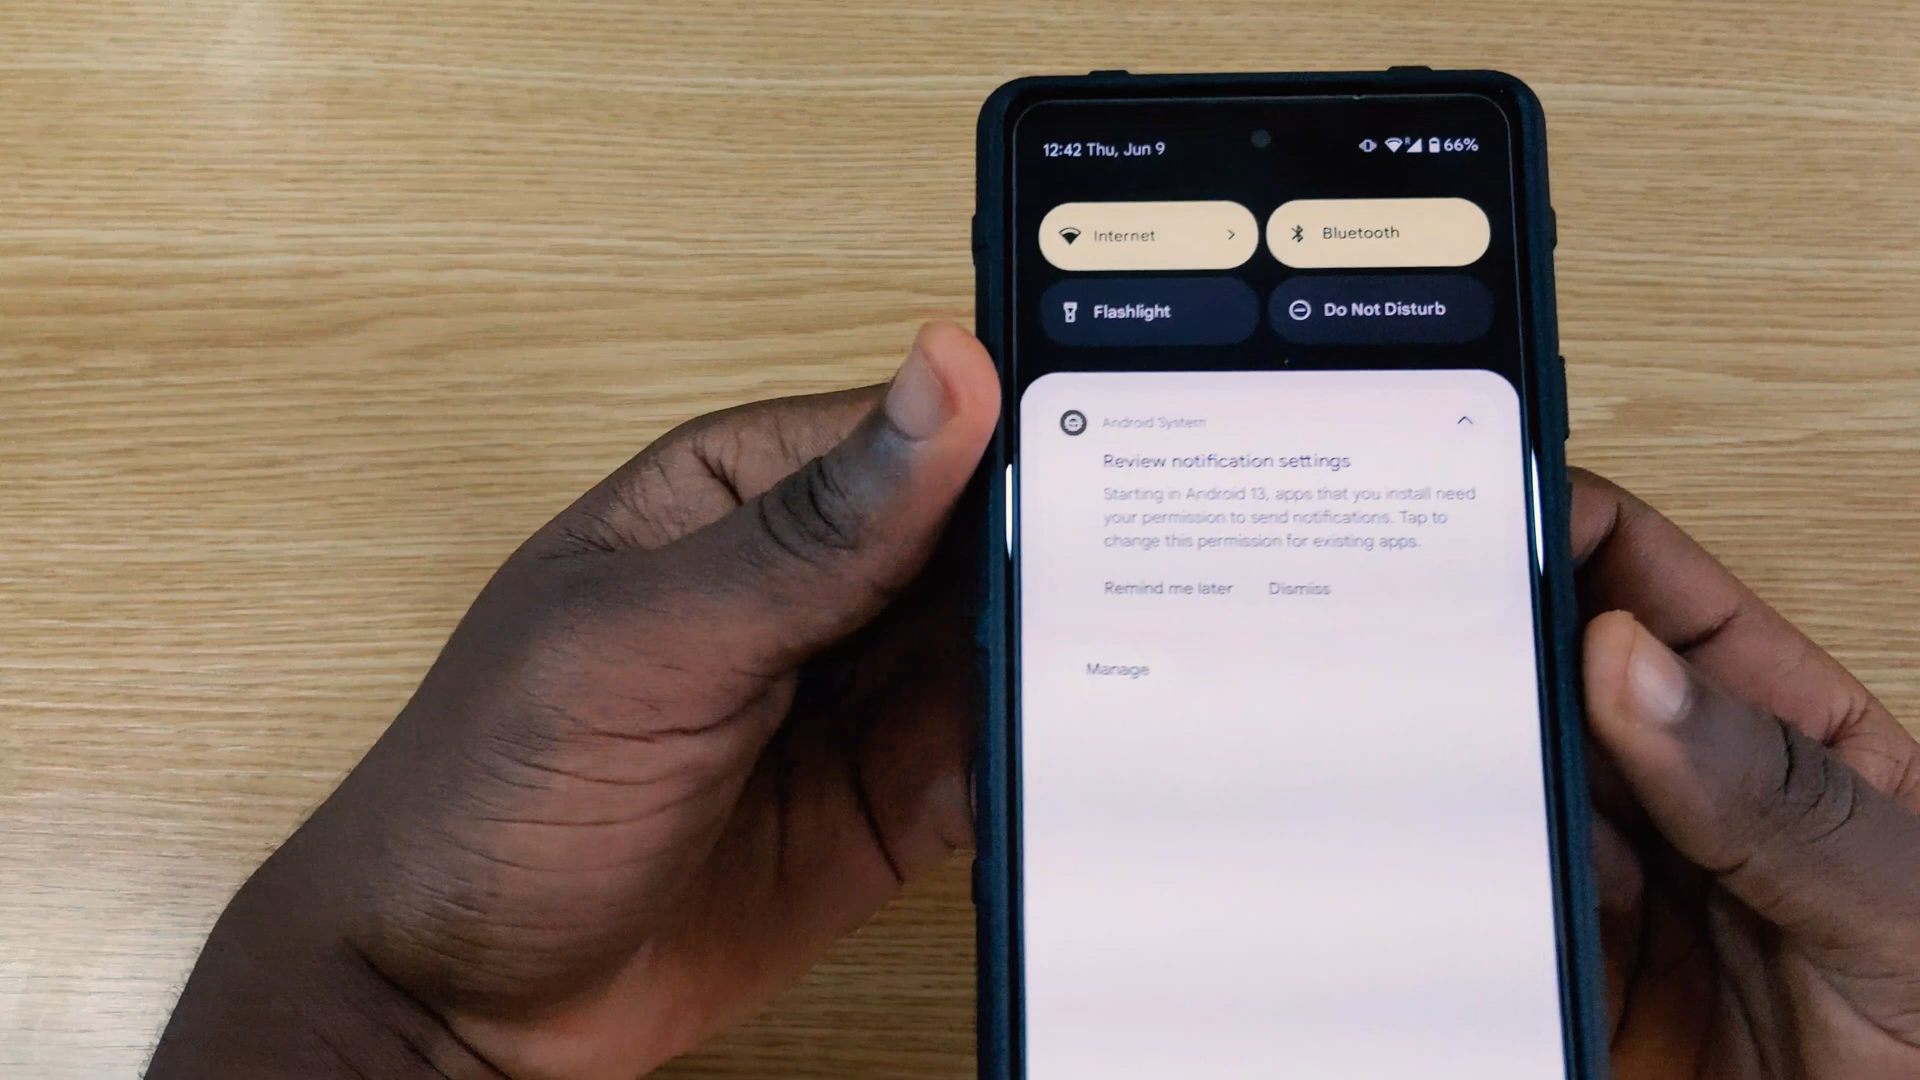 12:42 Thu, Jun 9
R
66%
Internet
Bluetooth
Flashlight
Do Not Disturb
Android System
Review notification settings
Starting in Android 13, apps that you install need
your permission to send notifications. Tap to
change this permission for existing apps.
Remind me later
Dismiss
Manage